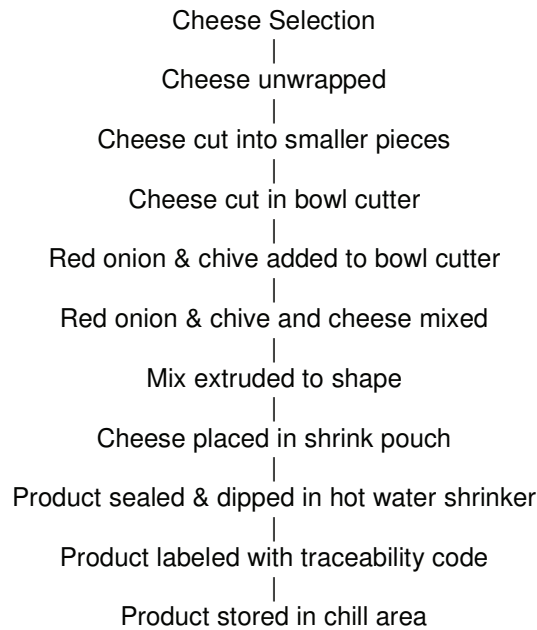 Cheese Selection
Cheese unwrapped
Cheese cut into smaller pieces
Cheese cut in bowl cutter
Red onion & chive added to bowl cutter
Red onion & chive and cheese mixed
Mix extruded to shape
Cheese placed in shrink pouch
Product sealed & dipped in hot water shrinker
Product labeled with traceability code
Product stored in chill area